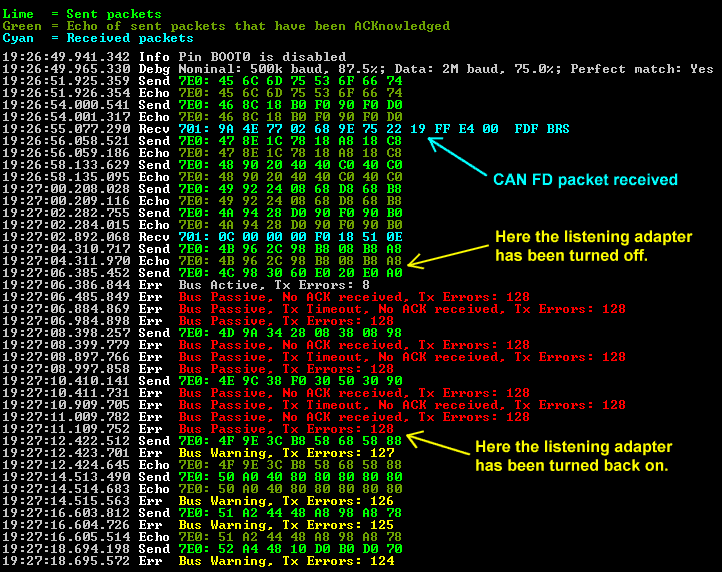 Lime  = Sent packets
Green = Echo of sent packets that have been ACKnowledged
Cyan  = Received packets
19:26:49.941.342 Info Pin BOOT0 is disabled
19:26:49.965.330 Debg Nominal: 500k baud, 87.5%; Data: 2M baud, 75.0%; Perfect match: Yes
19:26:51.925.359 Send 7E0: 45 6C 6D 75 53 6F 66 74
19:26:51.926.354 Echo 7E0: 45 6C 6D 75 53 6F 66 74
19:26:54.000.541 Send 7E0: 46 8C 18 B0 F0 90 F0 D0
19:26:54.001.317 Echo 7E0: 46 8C 18 B0 F0 90 F0 D0
19:26:55.077.290 Recv 701: 9A 4E 77 02 68 9E 75 22 19 FF E4 00  FDF BRS
19:26:56.058.521 Send 7E0: 47 8E 1C 78 18 A8 18 C8
19:26:56.059.186 Echo 7E0: 47 8E 1C 78 18 A8 18 C8
19:26:58.133.629 Send 7E0: 48 90 20 40 40 C0 40 C0
CAN FD packet received
19:26:58.135.095 Echo 7E0: 48 90 20 40 40 C0 40 C0
19:27:00.208.028 Send 7E0: 49 92 24 08 68 D8 68 B8
19:27:00.209.116 Echo 7E0: 49 92 24 08 68 D8 68 B8
19:27:02.282.755 Send 7E0: 4A 94 28 D0 90 F0 90 B0
19:27:02.284.015 Echo 7E0: 4A 94 28 D0 90 F0 90 B0
19:27:02.892.068 Recv 701: 0C 00 00 00 F0 18 51 0E
Here the listening adapter
has been turned off.
19:27:04.310.717 Send 7E0: 4B 96 2C 98 B8 08 B8 A8
19:27:04.311.970 Echo 7E0: 4B 96 2C 98 B8 08 B8 A8
19:27:06.385.452 Send 7E0: 4C 98 30 60 E0 20 E0 A0
19:27:06.386.844 Err  Bus Active, Tx Errors: 8
19:27:06.485.849 Err  Bus Passive, No ACK received, Tx Errors: 128
19:27:06.884.869 Err  Bus Passive, Tx Timeout, No ACK received, Tx Errors: 128
19:27:06.984.898 Err  Bus Passive, Tx Errors: 128
19:27:08.398.257 Send 7E0: 4D 9A 34 28 08 38 08 98
19:27:08.399.779 Err  Bus Passive, No ACK received, Tx Errors: 128
19:27:08.897.766 Err  Bus Passive, Tx Timeout, No ACK received, Tx Errors: 128
19:27:08.997.858 Err  Bus Passive, Tx Errors: 128
19:27:10.410.141 Send 7E0: 4E 9C 38 F0 30 50 30 90
19:27:10.411.731 Err  Bus Passive, No ACK received, Tx Errors: 128
19:27:10.909.705 Err  Bus Passive, Tx Timeout, No ACK received, Tx Errors: 128
19:27:11.009.782 Err  Bus Passive, No ACK received, Tx Errors: 128
19:27:11.109.752 Err  Bus Passive, Tx Errors: 128
19:27:12.422.512 Send 7E0: 4F 9E 3C B8 58 68 58 88
Here the listening adapter
has been turned back on.
19:27:12.423.701 Err  Bus Warning, Tx Errors: 127
19:27:12.424.645 Echo 7E0: 4F 9E 3C B8 58 68 58 88
19:27:14.513.490 Send 7E0: 50 A0 40 80 80 80 80 80
19:27:14.514.683 Echo 7E0: 50 A0 40 80 80 80 80 80
19:27:14.515.563 Err  Bus Warning, Tx Errors: 126
19:27:16.603.812 Send 7E0: 51 A2 44 48 A8 98 A8 78
19:27:16.604.726 Err  Bus Warning, Tx Errors: 125
19:27:16.605.514 Echo 7E0: 51 A2 44 48 A8 98 A8 78
19:27:18.694.198 Send 7E0: 52 A4 48 10 D0 B0 D0 70
19:27:18.695.572 Err  Bus Warning, Tx Errors: 124